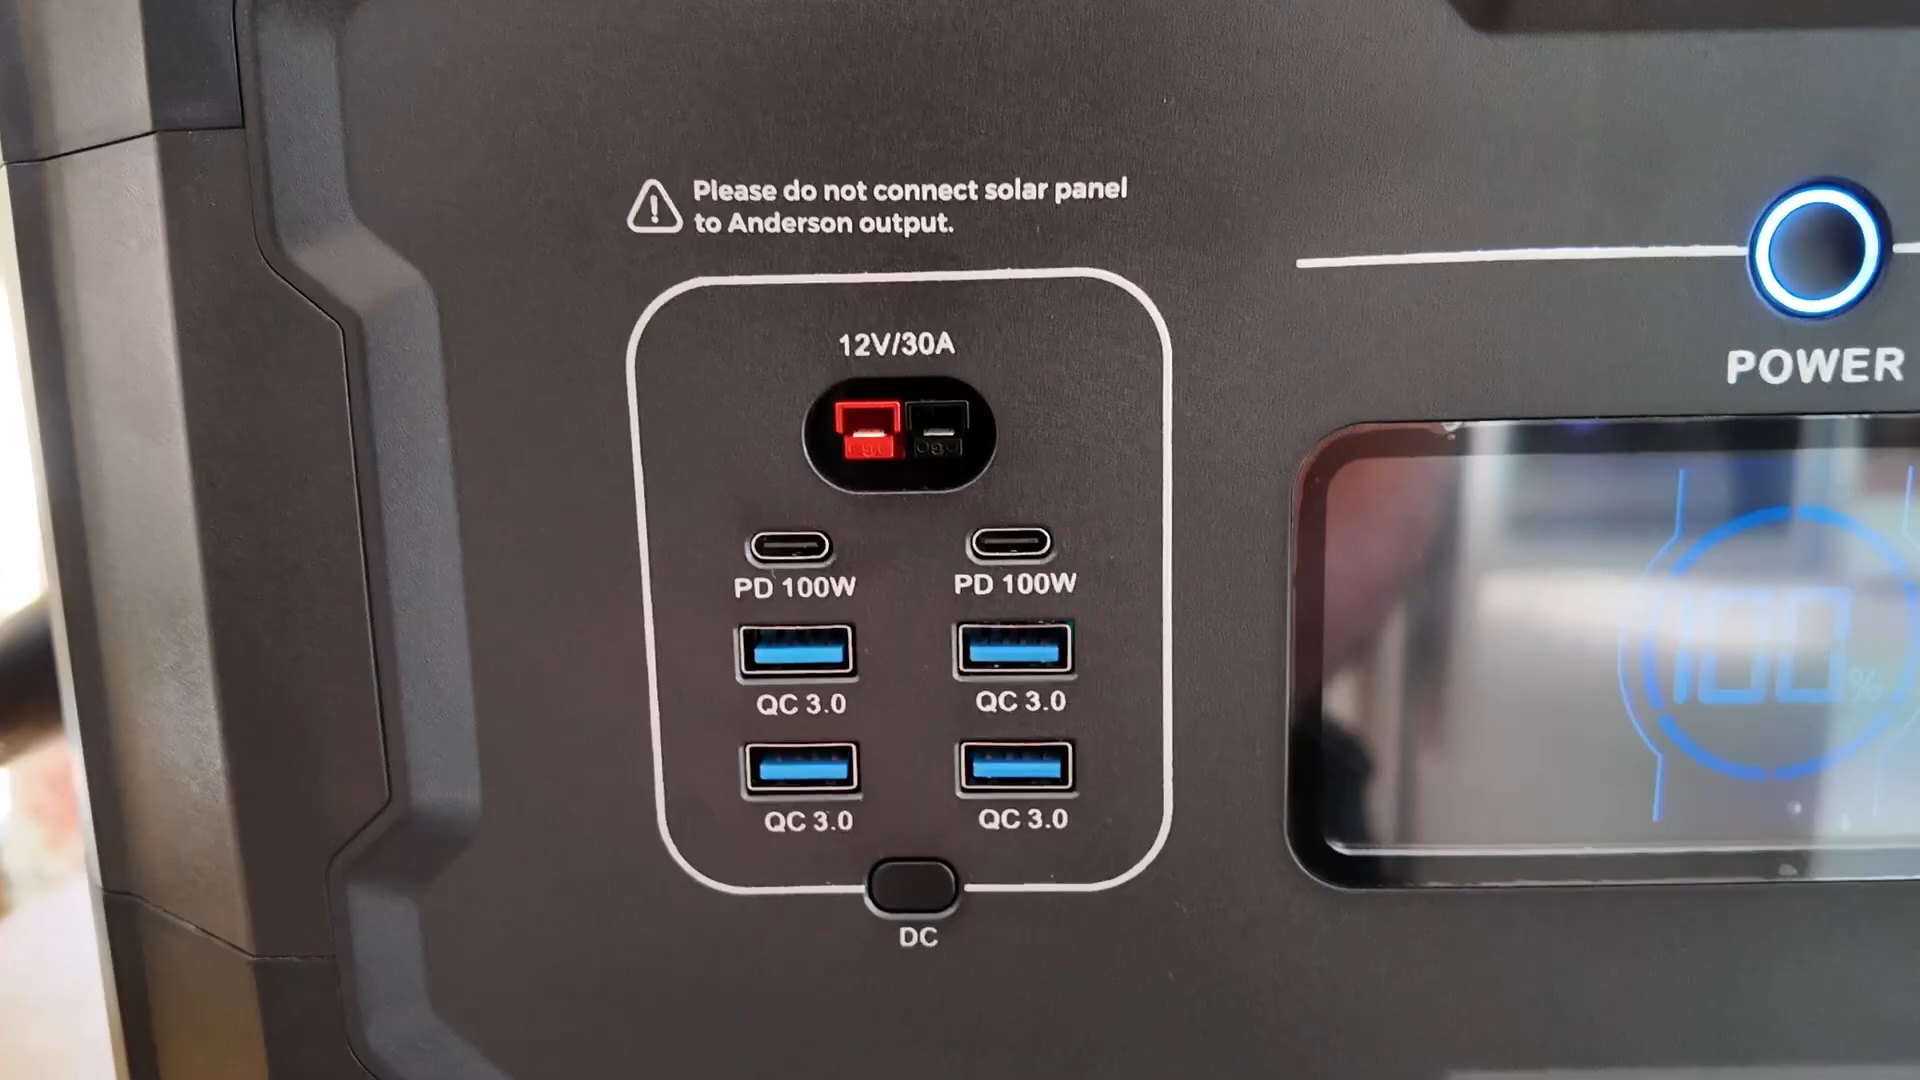 Please do not connect solar panel
to Anderson output.
12V/30A
POWER
PD 100W
PD 100W
QC 3.0
QC 3.0
100%
QC 3.0
QC 3.0
DC